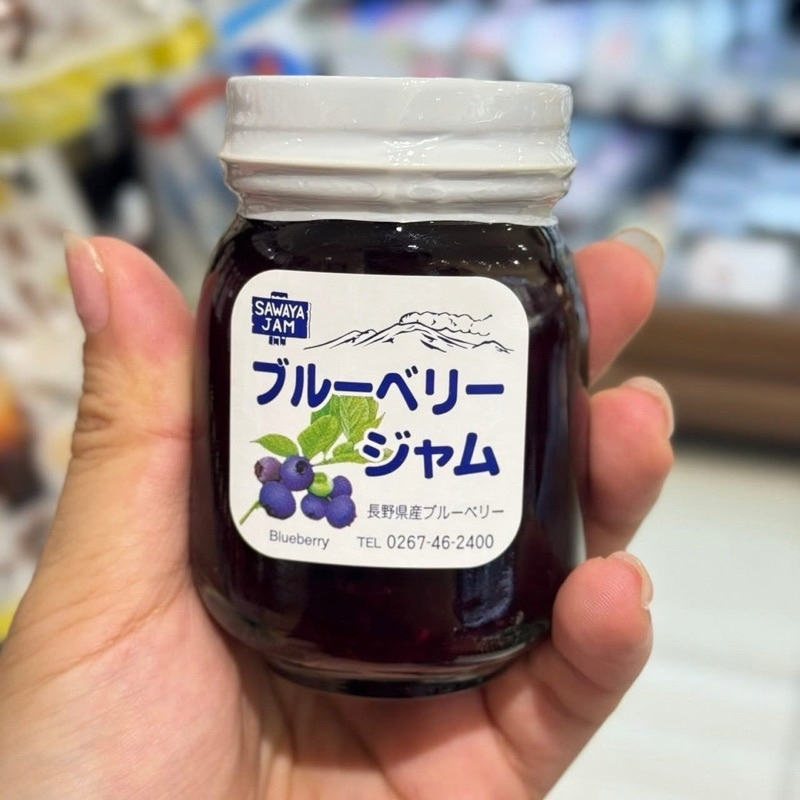 SAWAYA
JAM
ブルーベリー
ジャム
長野県産ブルーベリー
Blueberry TEL 0267-46-2400